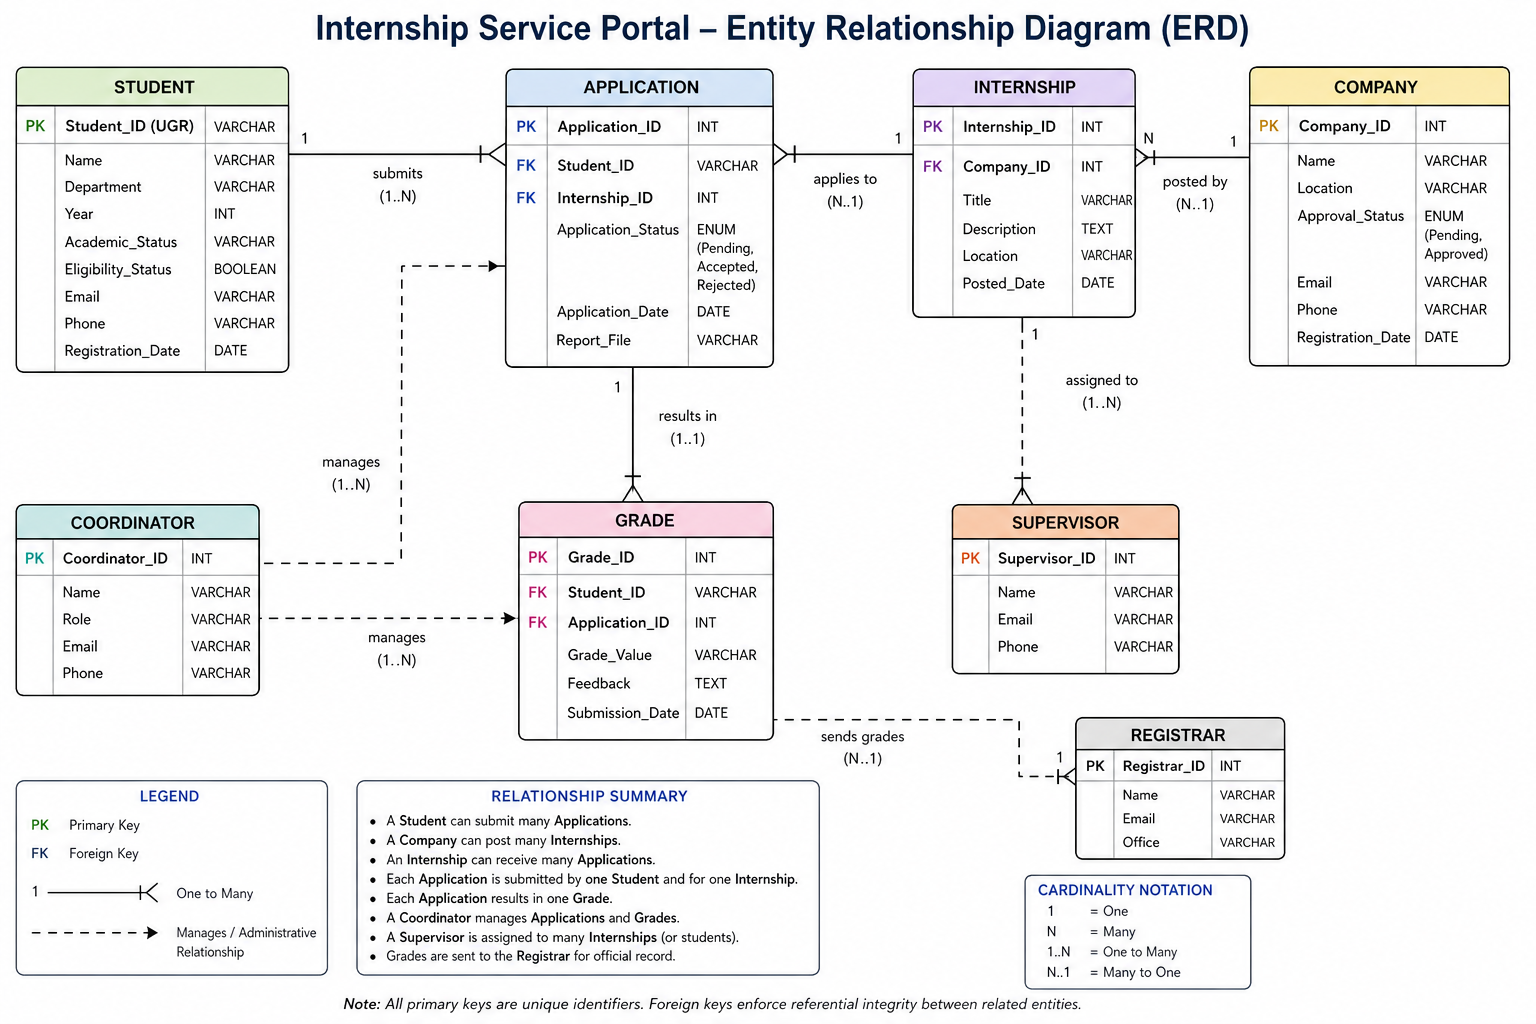 Internship Service Portal – Entity Relationship Diagram (ERD)
STUDENT
PK Student_ID (UGR) VARCHAR
Name VARCHAR
Department VARCHAR
Year INT
Academic_Status VARCHAR
Eligibility_Status BOOLEAN
Email VARCHAR
Phone VARCHAR
Registration_Date DATE
1
submits
(1..N)
APPLICATION
PK Application_ID INT
FK Student_ID VARCHAR
FK Internship_ID INT
Application_Status ENUM
(Pending,
Accepted,
Rejected)
Application_Date DATE
Report_File VARCHAR
1
applies to
(N..1)
INTERNSHIP
PK Internship_ID INT
FK Company_ID INT
Title VARCHAR
Description TEXT
Location VARCHAR
Posted_Date DATE
N
1
posted by
(N..1)
COMPANY
PK Company_ID INT
Name VARCHAR
Location VARCHAR
Approval_Status ENUM
(Pending,
Approved)
Email VARCHAR
Phone VARCHAR
Registration_Date DATE
1
results in
(1..1)
1
assigned to
(1..N)
manages
(1..N)
COORDINATOR
PK Coordinator_ID INT
Name VARCHAR
Role VARCHAR
Email VARCHAR
Phone VARCHAR
manages
(1..N)
GRADE
PK Grade_ID INT
FK Student_ID VARCHAR
FK Application_ID INT
Grade_Value VARCHAR
Feedback TEXT
Submission_Date DATE
SUPERVISOR
PK Supervisor_ID INT
Name VARCHAR
Email VARCHAR
Phone VARCHAR
sends grades
(N..1)
1
REGISTRAR
PK Registrar_ID INT
Name VARCHAR
Email VARCHAR
Office VARCHAR
LEGEND
PK Primary Key
FK Foreign Key
1 One to Many
Manages / Administrative
Relationship
RELATIONSHIP SUMMARY
• A Student can submit many Applications.
• A Company can post many Internships.
• An Internship can receive many Applications.
• Each Application is submitted by one Student and for one Internship.
• Each Application results in one Grade.
• A Coordinator manages Applications and Grades.
• A Supervisor is assigned to many Internships (or students).
• Grades are sent to the Registrar for official record.
CARDINALITY NOTATION
1 = One
N = Many
1..N = One to Many
N..1 = Many to One
Note: All primary keys are unique identifiers. Foreign keys enforce referential integrity between related entities.